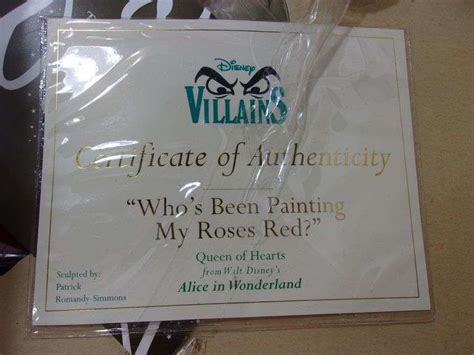 Disney
VILLAINS
Certificate of Authenticity
"Who's Been Painting
My Roses Red?"
Queen of Hearts
from Walt Disney's
Alice in Wonderland
Sculpted by:
Patrick
Romandy-Simmons